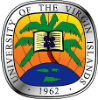 UNIVERSITY OF THE VIRGIN ISLANDS
1962